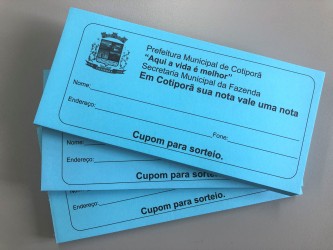 Prefeitura Municipal de Cotiporã
"Aqui a vida é melhor"
Secretaria Municipal da Fazenda
Em Cotiporã sua nota vale uma nota
Nome:
Endereço:
Fone:
Cupom para sorteio.
Nome:
Endereço:
Cupom para sorteio.
Endereço:
Cupom para sorteio.